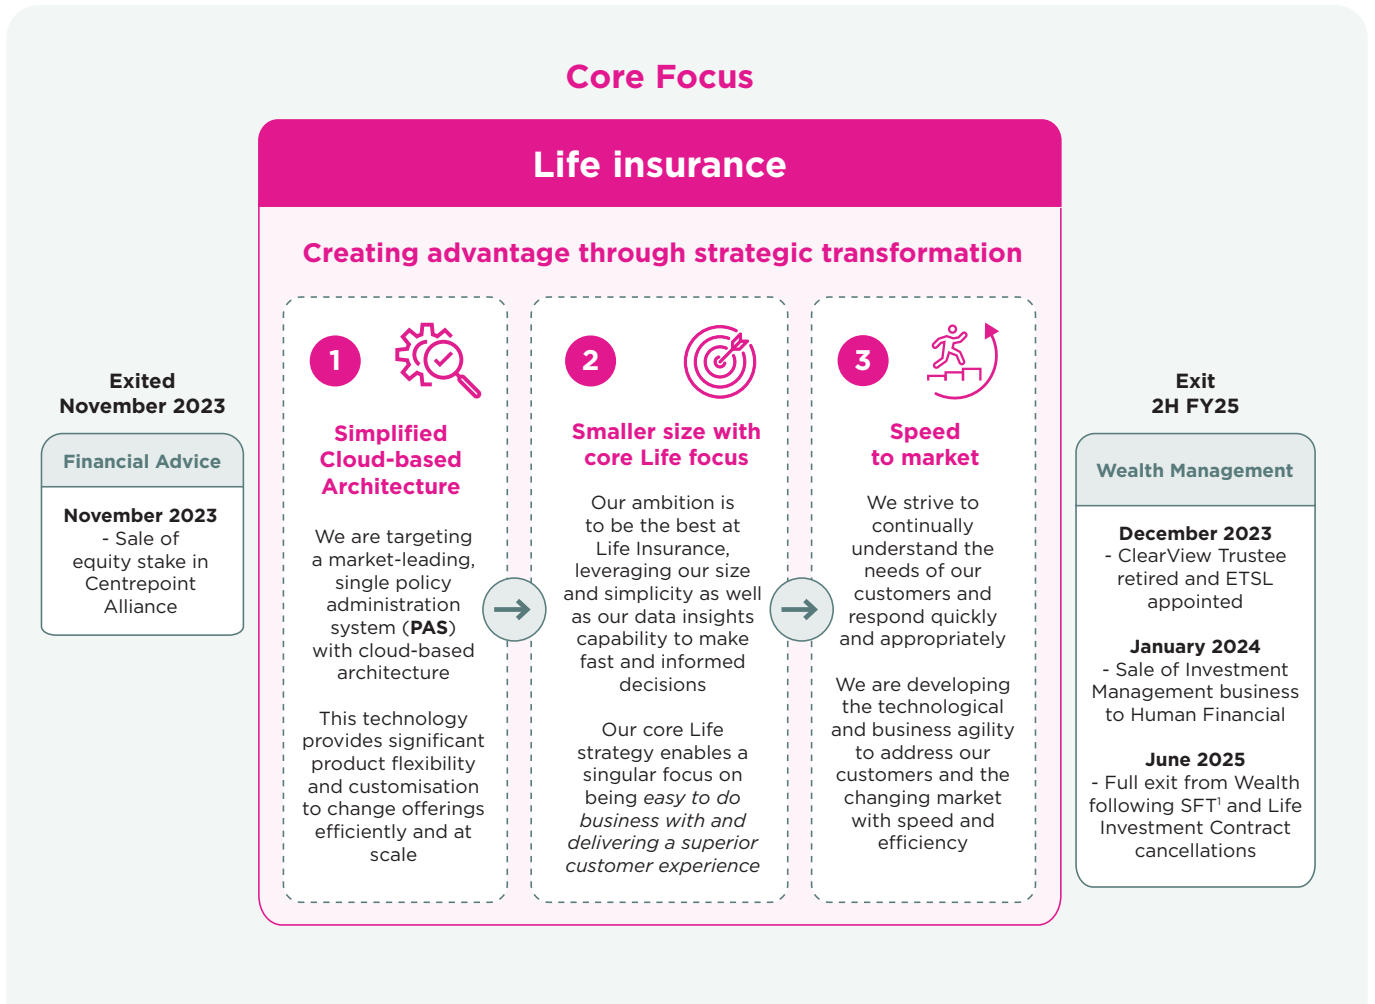 Core Focus
Life insurance
Creating advantage through strategic transformation
Exited
November 2023
Financial Advice
November 2023
- Sale of
equity stake in
Centrepoint
Alliance
1
Simplified
Cloud-based
Architecture
We are targeting
a market-leading,
single policy
administration
system (PAS)
with cloud-based
architecture
This technology
provides significant
product flexibility
and customisation
to change offerings
efficiently and at
scale
2
Smaller size with
core Life focus
Our ambition is
to be the best at
Life Insurance,
leveraging our size
and simplicity as well
as our data insights
capability to make
fast and informed
decisions
Our core Life
strategy enables a
singular focus on
being easy to do
business with and
delivering a superior
customer experience
3
Speed
to market
We strive to
continually
understand the
needs of our
customers and
respond quickly
and appropriately
We are developing
the technological
and business agility
to address our
customers and the
changing market
with speed and
efficiency
Exit
2H FY25
Wealth Management
December 2023
- ClearView Trustee
retired and ETSL
appointed
January 2024
- Sale of Investment
Management business
to Human Financial
June 2025
- Full exit from Wealth
following SFT¹ and Life
Investment Contract
cancellations